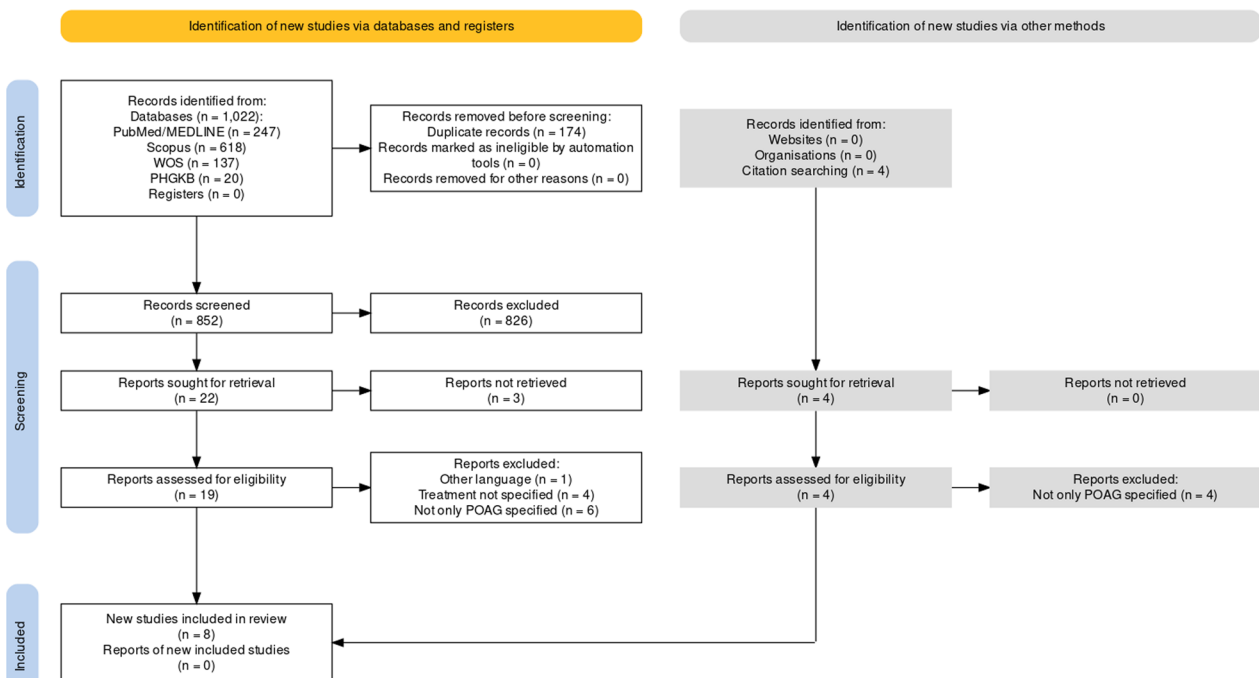 Identification of new studies via databases and registers
Identification of new studies via other methods
Identification
Records identified from:
Databases (n = 1,022):
PubMed/MEDLINE (n = 247)
Scopus (n = 618)
WOS (n = 137)
PHGKB (n = 20)
Registers (n = 0)
Records removed before screening:
Duplicate records (n = 174)
Records marked as ineligible by automation
tools (n = 0)
Records removed for other reasons (n = 0)
Records identified from:
Websites (n = 0)
Organisations (n = 0)
Citation searching (n = 4)
Screening
Records screened
(n = 852)
Records excluded
(n = 826)
Reports sought for retrieval
(n = 22)
Reports not retrieved
(n = 3)
Reports sought for retrieval
(n = 4)
Reports not retrieved
(n = 0)
Reports assessed for eligibility
(n = 19)
Reports excluded:
Other language (n = 1)
Treatment not specified (n = 4)
Not only POAG specified (n = 6)
Reports assessed for eligibility
(n = 4)
Reports excluded:
Not only POAG specified (n = 4)
Included
New studies included in review
(n = 8)
Reports of new included studies
(n = 0)